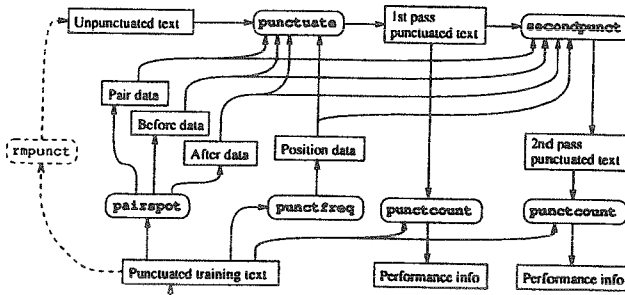 Unpunctuated text
punctuate
1st pass
punctuated text
secondpunct
Pair data
Before data
After data
Position data
rmpunct
2nd pass
punctuated text
pairspot
punctfreq
punctcount
punctcount
Punctuated training text
Performance info
Performance info